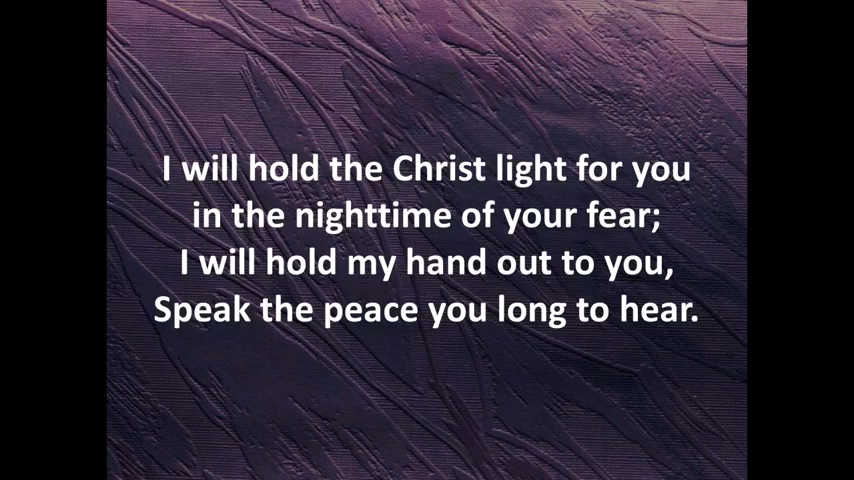 I will hold the Christ light for you
in the nighttime of your fear;
I will hold my hand out to you,
Speak the peace you long to hear.